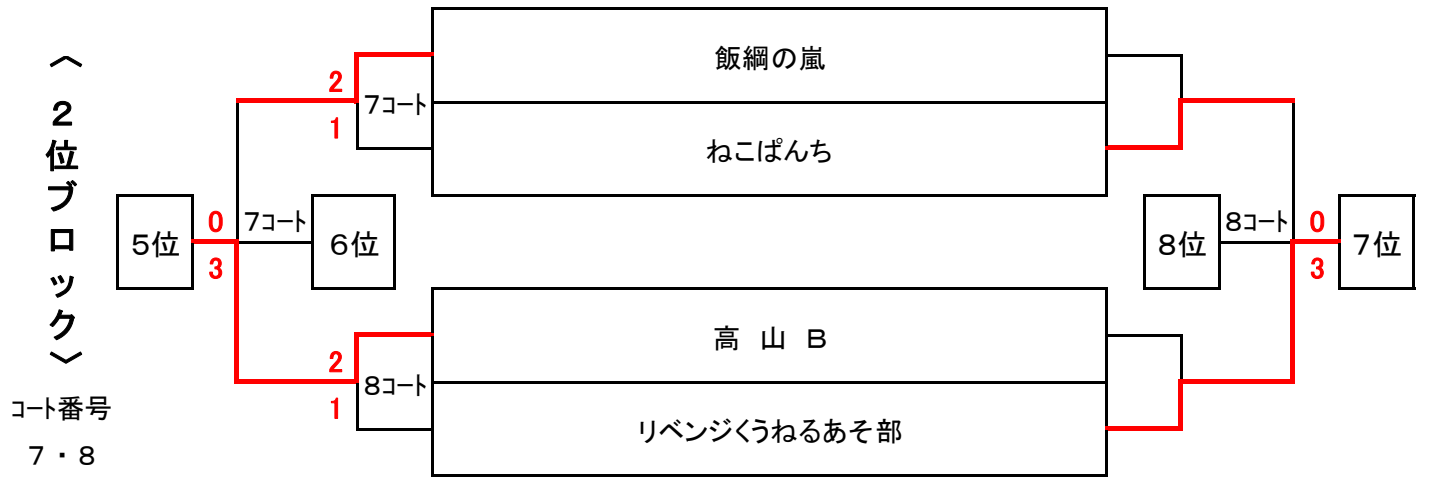 〈２位ブロック〉
コート番号
７・８
飯綱の嵐
ねこぱんち
2
7コート
1
5位
0
7コート
6位
3
8位
8コート
0
7位
3
高 山 Ｂ
リベンジくうねるあそ部
2
8コート
1